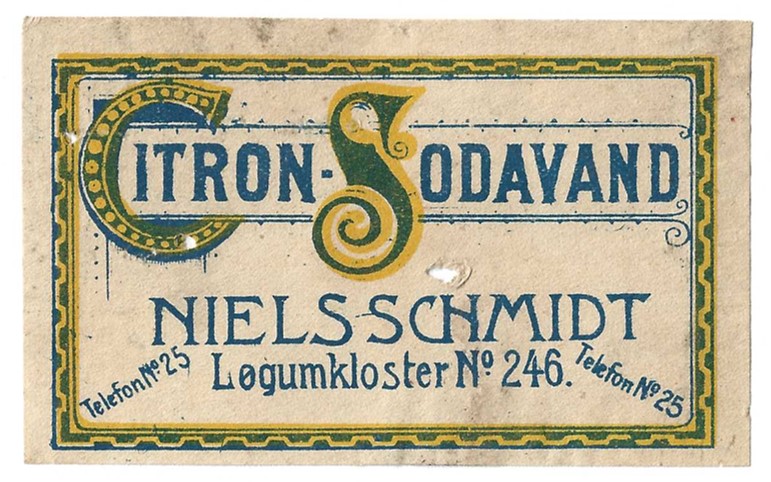 CITRON-SODAVAND
NIELS SCHMIDT
Løgumkloster Nº 246.
Telefon Nº 25
Telefon Nº 25